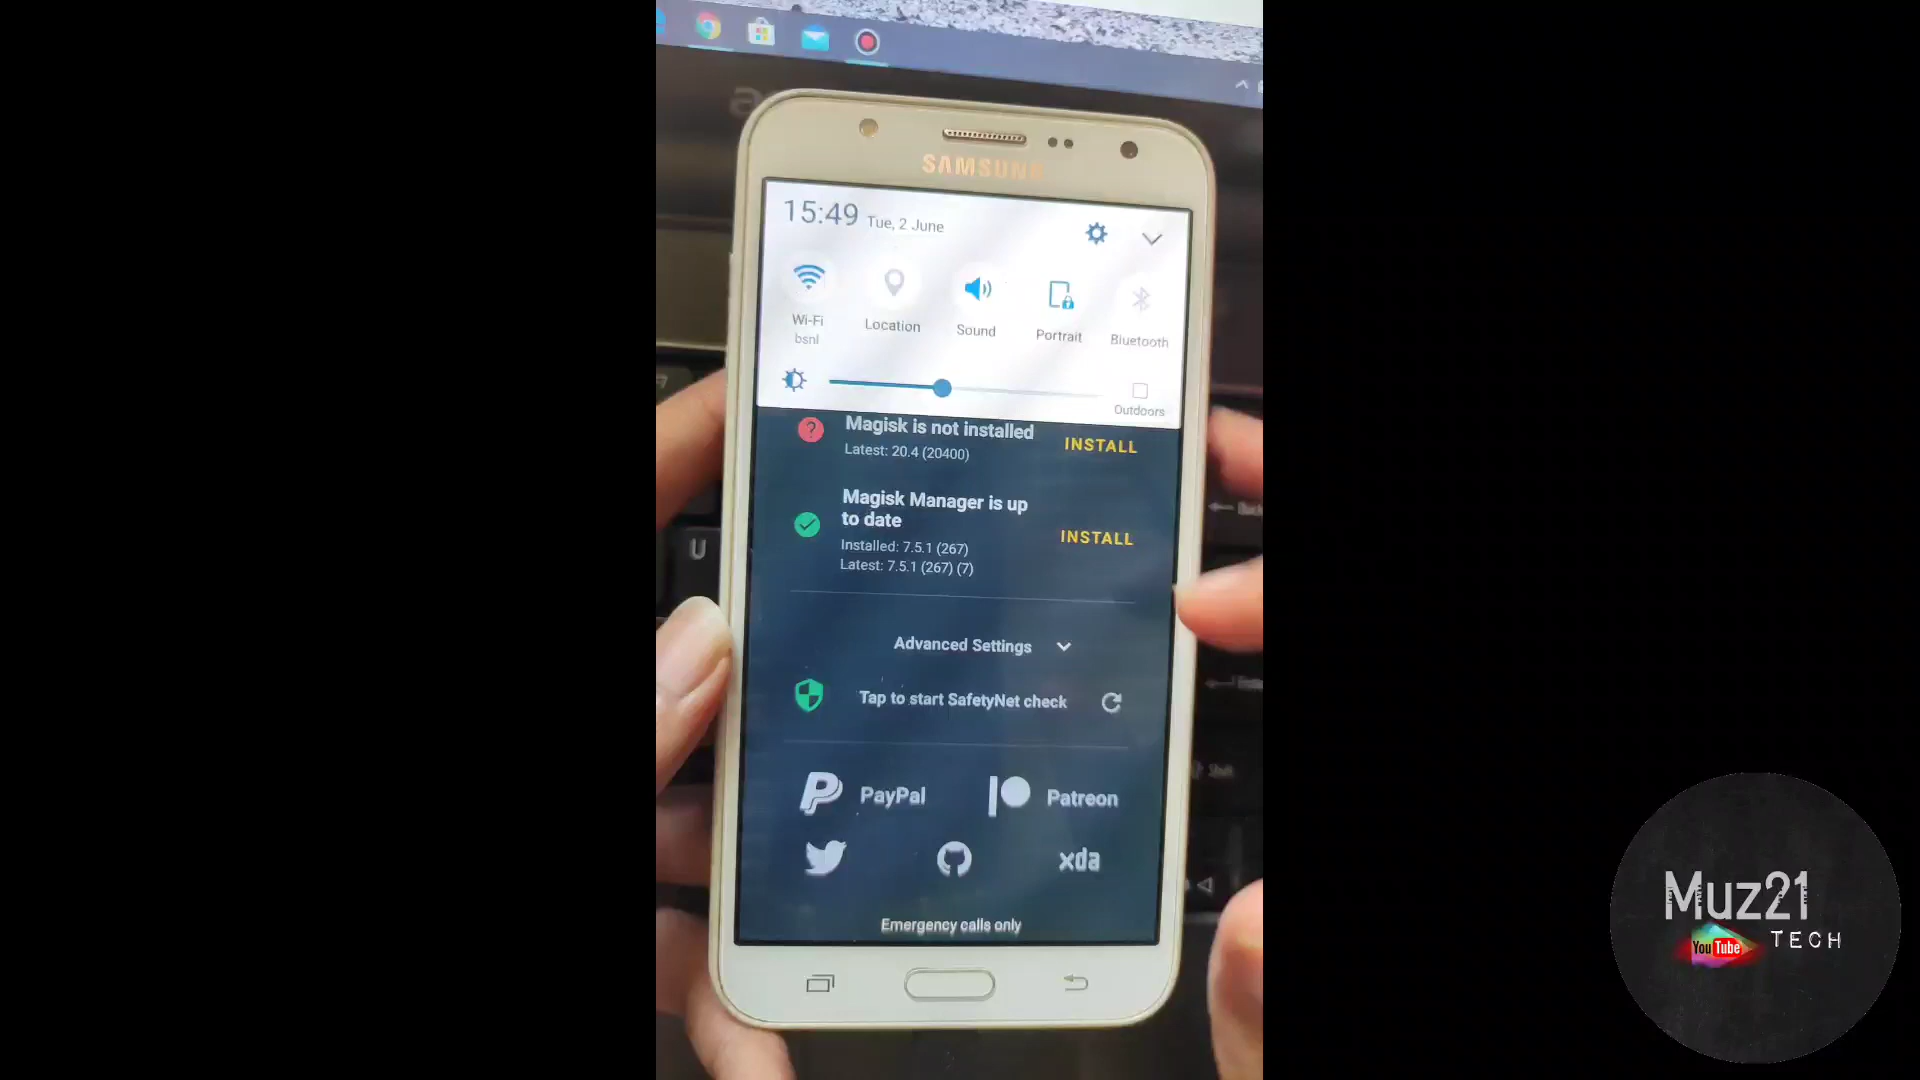 SAMSUNG
15:49 Tue, 2 June
Wi-Fi
bsnl
Location
Sound
Portrait
Bluetooth
Outdoors
Magisk is not installed
Latest: 20.4 (20400)
INSTALL
Magisk Manager is up
to date
INSTALL
Installed: 7.5.1 (267)
Latest: 7.5.1 (267) (7)
U
Advanced Settings
Tap to start SafetyNet check
Shift
PayPal
Patreon
xda
Emergency calls only
Muz21
YouTube TECH